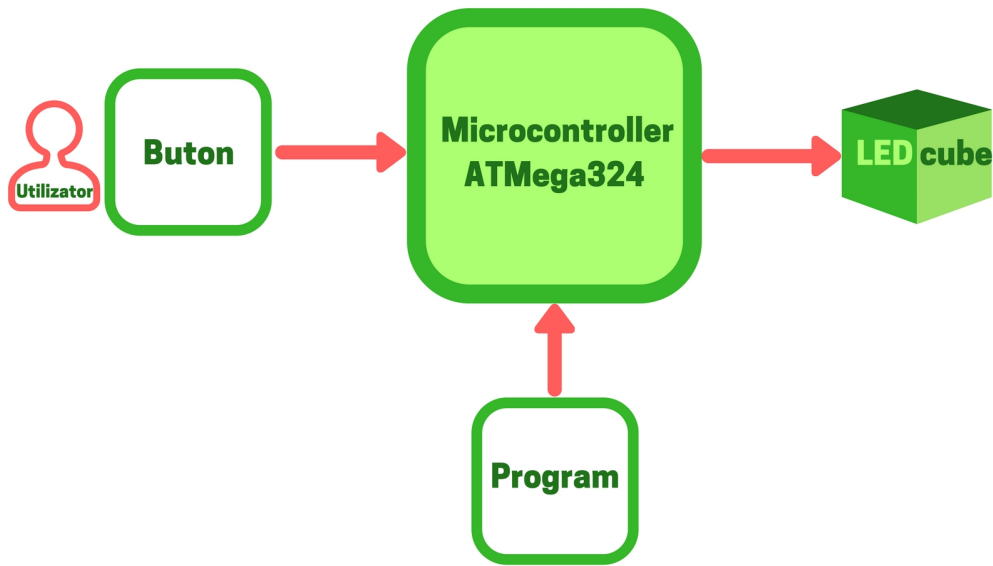 Utilizator
Buton
Microcontroller
ATMega324
LED cube
Program